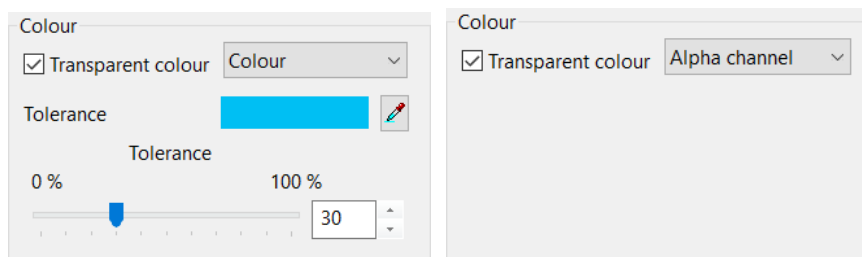 Colour
Transparent colour Colour
Tolerance
Tolerance
0 % 100 %
30
Colour
Transparent colour Alpha channel